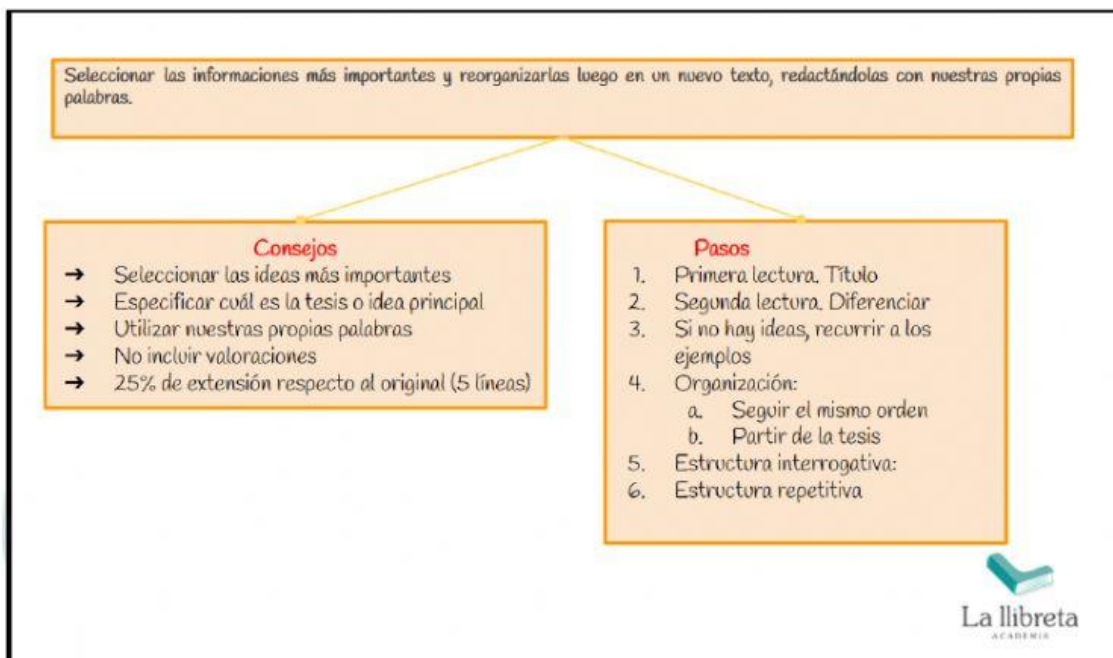 Seleccionar las informaciones más importantes y reorganizarlas luego en un nuevo texto, redactándolas con nuestras propias
palabras.
Consejos
➔ Seleccionar las ideas más importantes
➔ Especificar cuál es la tesis o idea principal
➔ Utilizar nuestras propias palabras
➔ No incluir valoraciones
➔ 25% de extensión respecto al original (5 líneas)
Pasos
1. Primera lectura. Título
2. Segunda lectura. Diferenciar
3. Si no hay ideas, recurrir a los
ejemplos
4. Organización:
a. Seguir el mismo orden
b. Partir de la tesis
5. Estructura interrogativa:
6. Estructura repetitiva
La llibreta
ACADEMIA